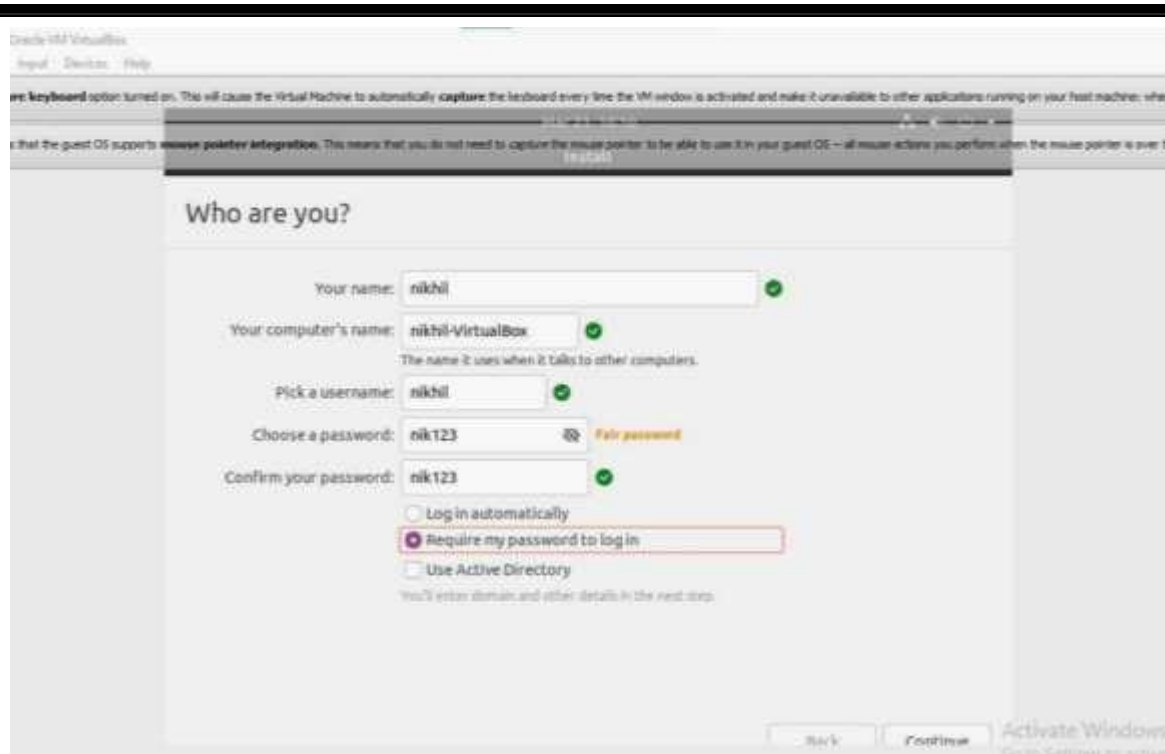 Oracle VM VirtualBox
Input Devices Help
re keyboard option turned on. This will cause the Virtual Machine to automatically capture the keyboard every time the VM window is activated and make it unavailable to other applications running on your host machine: whe
s that the guest OS supports mouse pointer integration. This means that you do not need to capture the mouse pointer to be able to use it in your guest OS -- all mouse actions you perform when the mouse pointer is over t
Install
Who are you?
Your name: nikhil
Your computer's name: nikhil-VirtualBox
The name it uses when it talks to other computers.
Pick a username: nikhil
Choose a password: nik123 Fair password
Confirm your password: nik123
Log in automatically
Require my password to log in
Use Active Directory
You'll enter domain and other details in the next step.
Back Continue
Activate Window